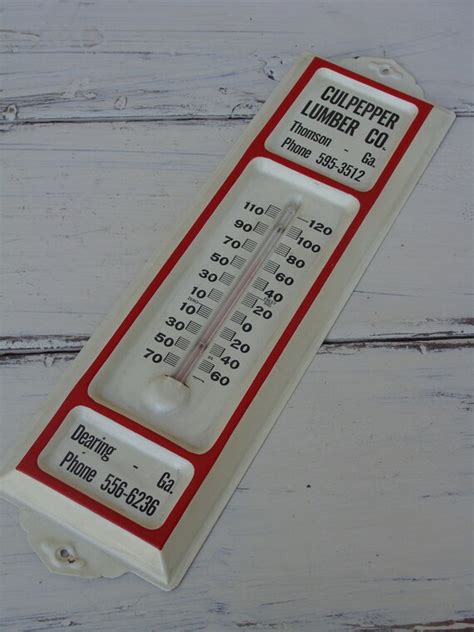 CULPEPPER
LUMBER CO.
Thomson - Ga.
Phone 595-3512
110 120
90 100
70 80
50 60
30 40
10 20
10 0
30 20
50 40
70 60
Dearing - Ga.
Phone 556-6236